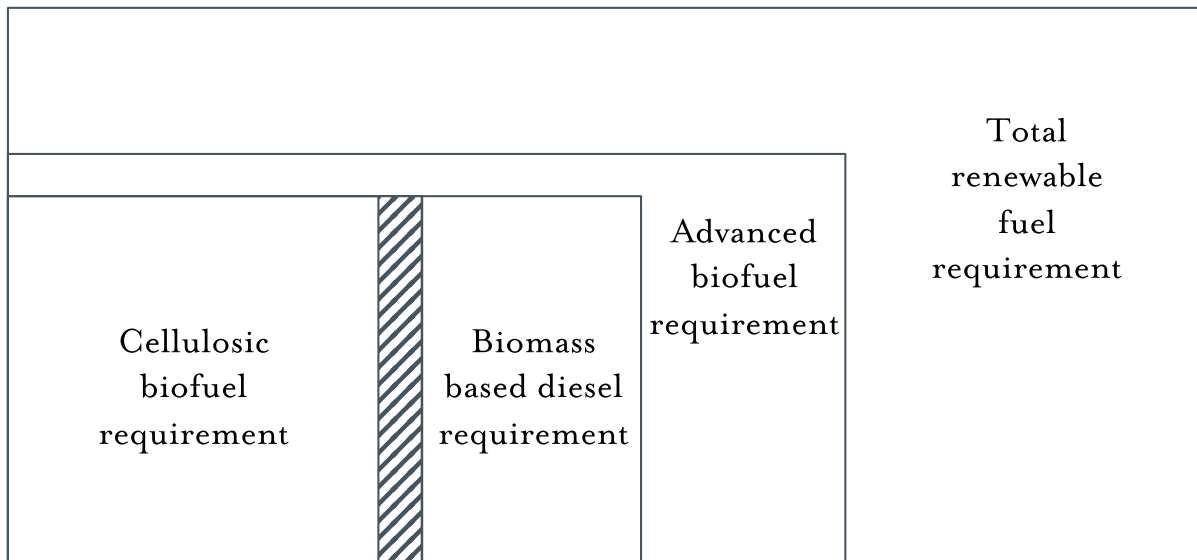 Total
renewable
fuel
requirement
Advanced
biofuel
requirement
Cellulosic
biofuel
requirement
Biomass
based diesel
requirement